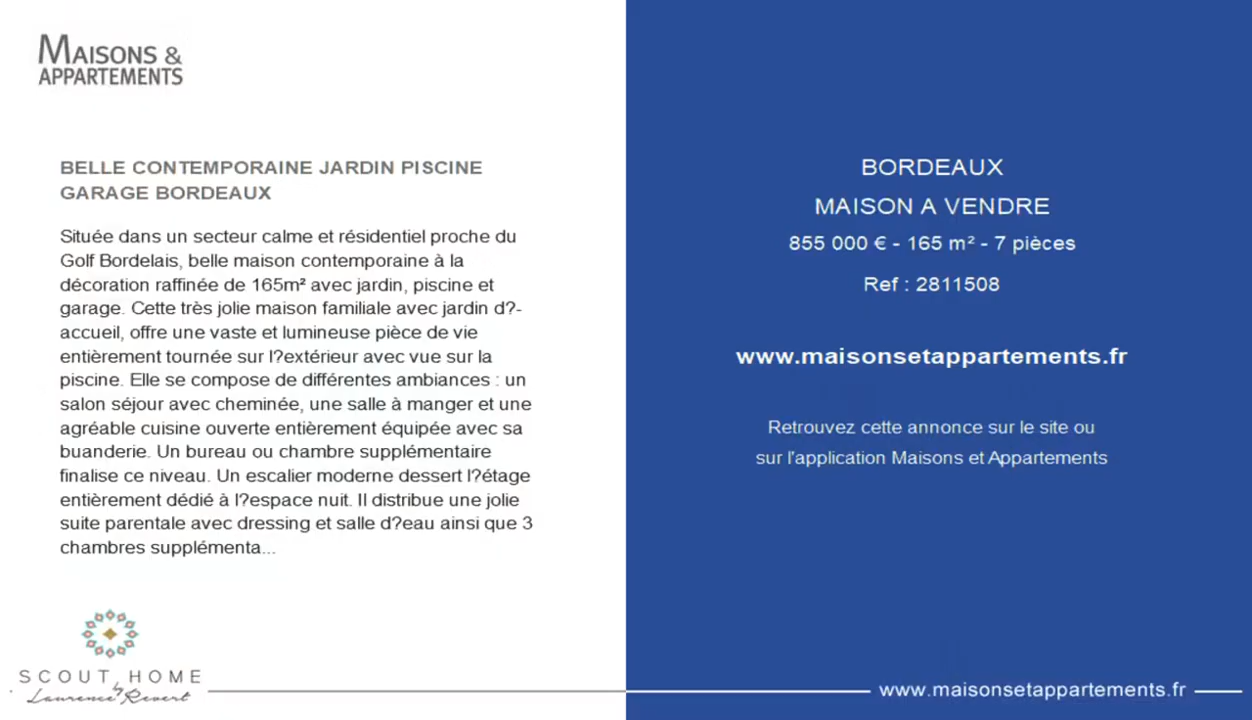 MAISONS &
APPARTEMENTS
BELLE CONTEMPORAINE JARDIN PISCINE
GARAGE BORDEAUX
Située dans un secteur calme et résidentiel proche du
Golf Bordelais, belle maison contemporaine à la
décoration raffinée de 165m² avec jardin, piscine et
garage. Cette très jolie maison familiale avec jardin d?-
accueil, offre une vaste et lumineuse pièce de vie
entièrement tournée sur l?extérieur avec vue sur la
piscine. Elle se compose de différentes ambiances : un
salon séjour avec cheminée, une salle à manger et une
agréable cuisine ouverte entièrement équipée avec sa
buanderie. Un bureau ou chambre supplémentaire
finalise ce niveau. Un escalier moderne dessert l?étage
entièrement dédié à l?espace nuit. Il distribue une jolie
suite parentale avec dressing et salle d?eau ainsi que 3
chambres supplémenta...
SCOUT HOME
by Laurence Revert
BORDEAUX
MAISON A VENDRE
855 000 € - 165 m² - 7 pièces
Ref : 2811508
www.maisonsetappartements.fr
Retrouvez cette annonce sur le site ou
sur l'application Maisons et Appartements
www.maisonsetappartements.fr